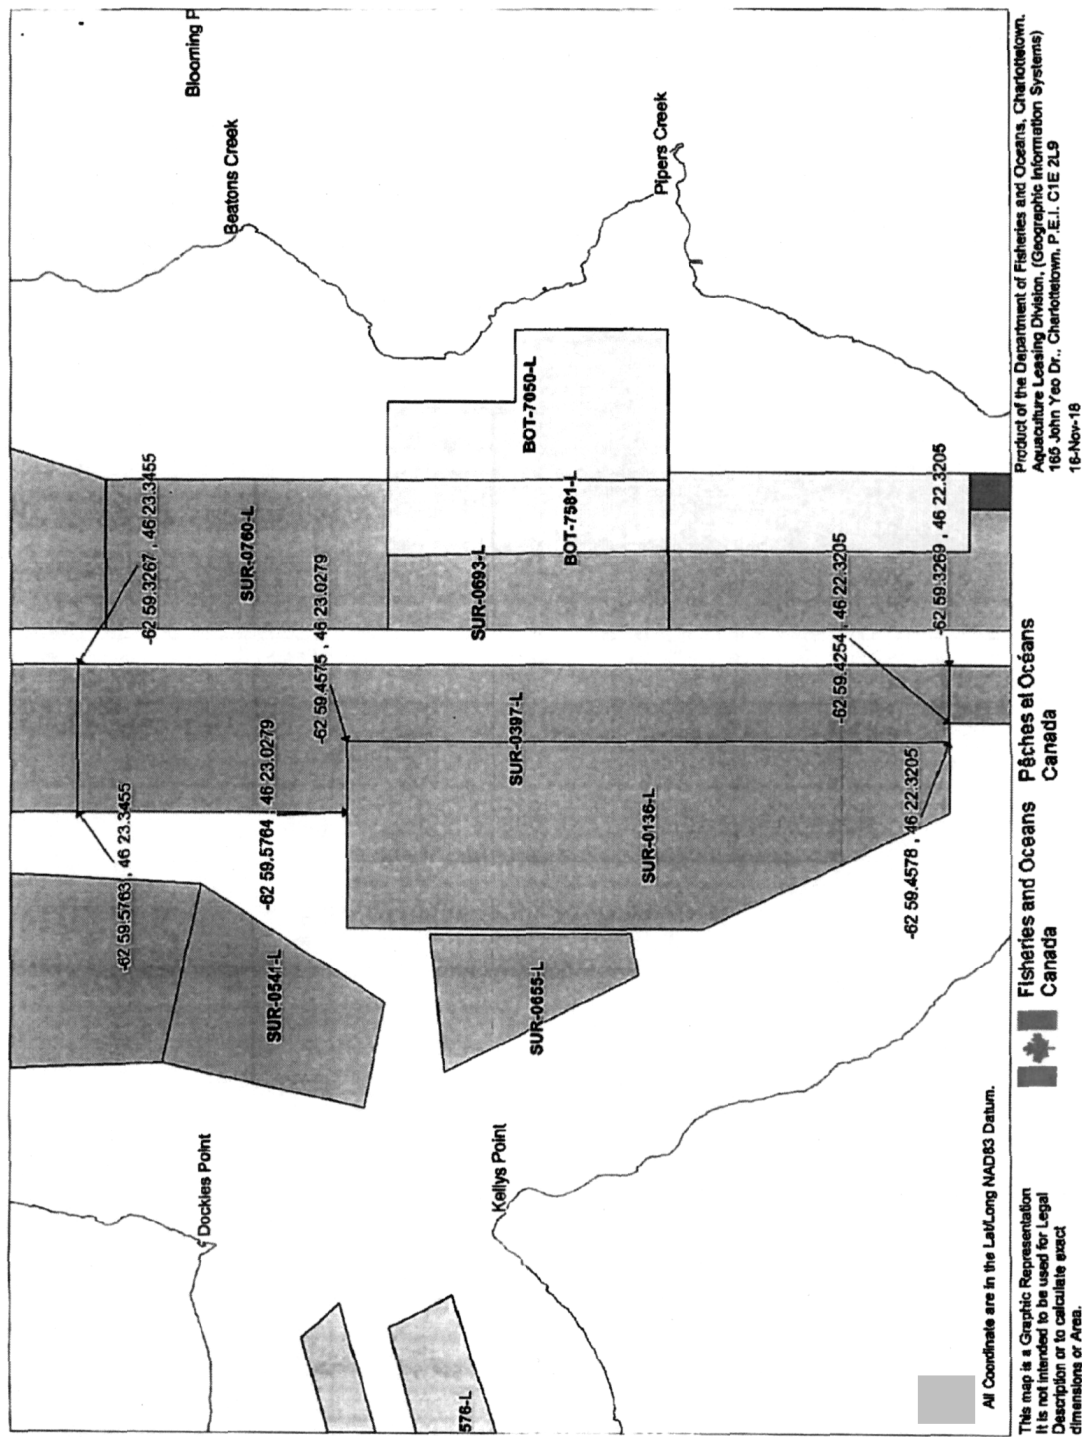 Blooming P
Beatons Creek
Pipers Creek
-62 59.3267 , 46 23.3455
SUR-0760-L
BOT-7050-L
BOT-7581-L
SUR-0693-L
-62 59.4575 , 46 23.0279
-62 59.4254 , 46 22.3205
-62 59.3269 , 46 22.3205
-62 59.5763 , 46 23.3455
-62 59.5764 , 46 23.0279
SUR-0397-L
SUR-0136-L
-62 59.4578 , 46 22.3205
SUR-0541-L
SUR-0655-L
Dockies Point
Kellys Point
576-L
All Coordinate are in the Lat/Long NAD83 Datum.
This map is a Graphic Representation
It is not intended to be used for Legal
Description or to calculate exact
dimensions or Area.
Fisheries and Oceans
Canada
Pêches et Océans
Canada
Product of the Department of Fisheries and Oceans, Charlottetown.
Aquaculture Leasing Division, (Geographic Information Systems)
165 John Yeo Dr., Charlottetown, P.E.I. C1E 2L9
16-Nov-18